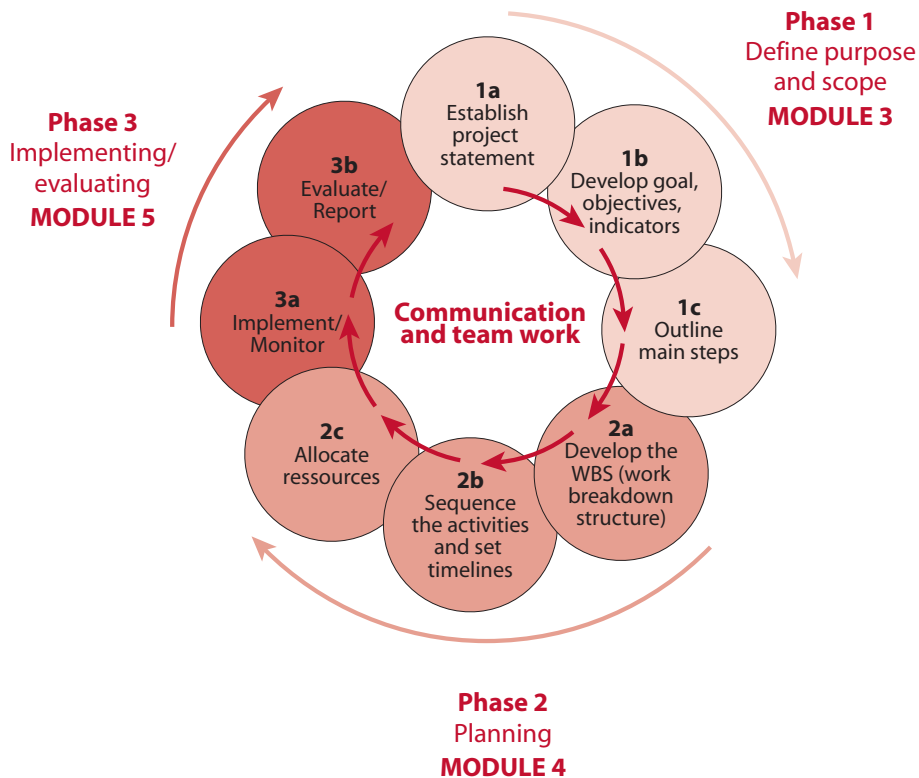 Phase 1
Define purpose
and scope
MODULE 3
1a
Establish
project
statement
1b
Develop goal,
objectives,
indicators
1c
Outline
main steps
2a
Develop the
WBS (work
breakdown
structure)
2b
Sequence
the activities
and set
timelines
2c
Allocate
ressources
3a
Implement/
Monitor
3b
Evaluate/
Report
Phase 3
Implementing/
evaluating
MODULE 5
Communication
and team work
Phase 2
Planning
MODULE 4